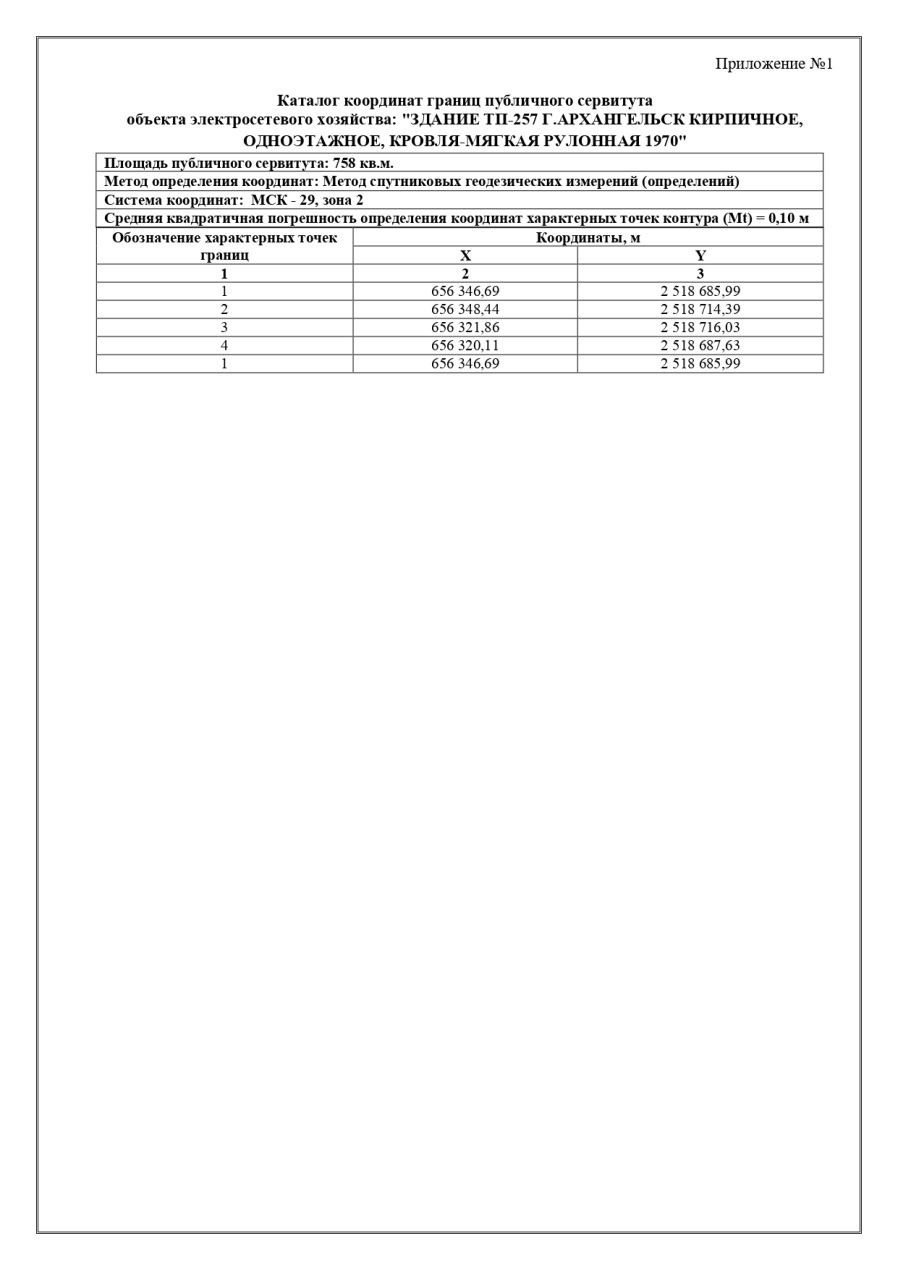 Приложение №1
Каталог координат границ публичного сервитута
объекта электросетевого хозяйства: "ЗДАНИЕ ТП-257 Г.АРХАНГЕЛЬСК КИРПИЧНОЕ,
ОДНОЭТАЖНОЕ, КРОВЛЯ-МЯГКАЯ РУЛОННАЯ 1970"
Площадь публичного сервитута: 758 кв.м.
Метод определения координат: Метод спутниковых геодезических измерений (определений)
Система координат: МСК - 29, зона 2
Средняя квадратичная погрешность определения координат характерных точек контура (Mt) = 0,10 м
Обозначение характерных точек границ Координаты, м
X Y
1 2 3
1 656 346,69 2 518 685,99
2 656 348,44 2 518 714,39
3 656 321,86 2 518 716,03
4 656 320,11 2 518 687,63
1 656 346,69 2 518 685,99